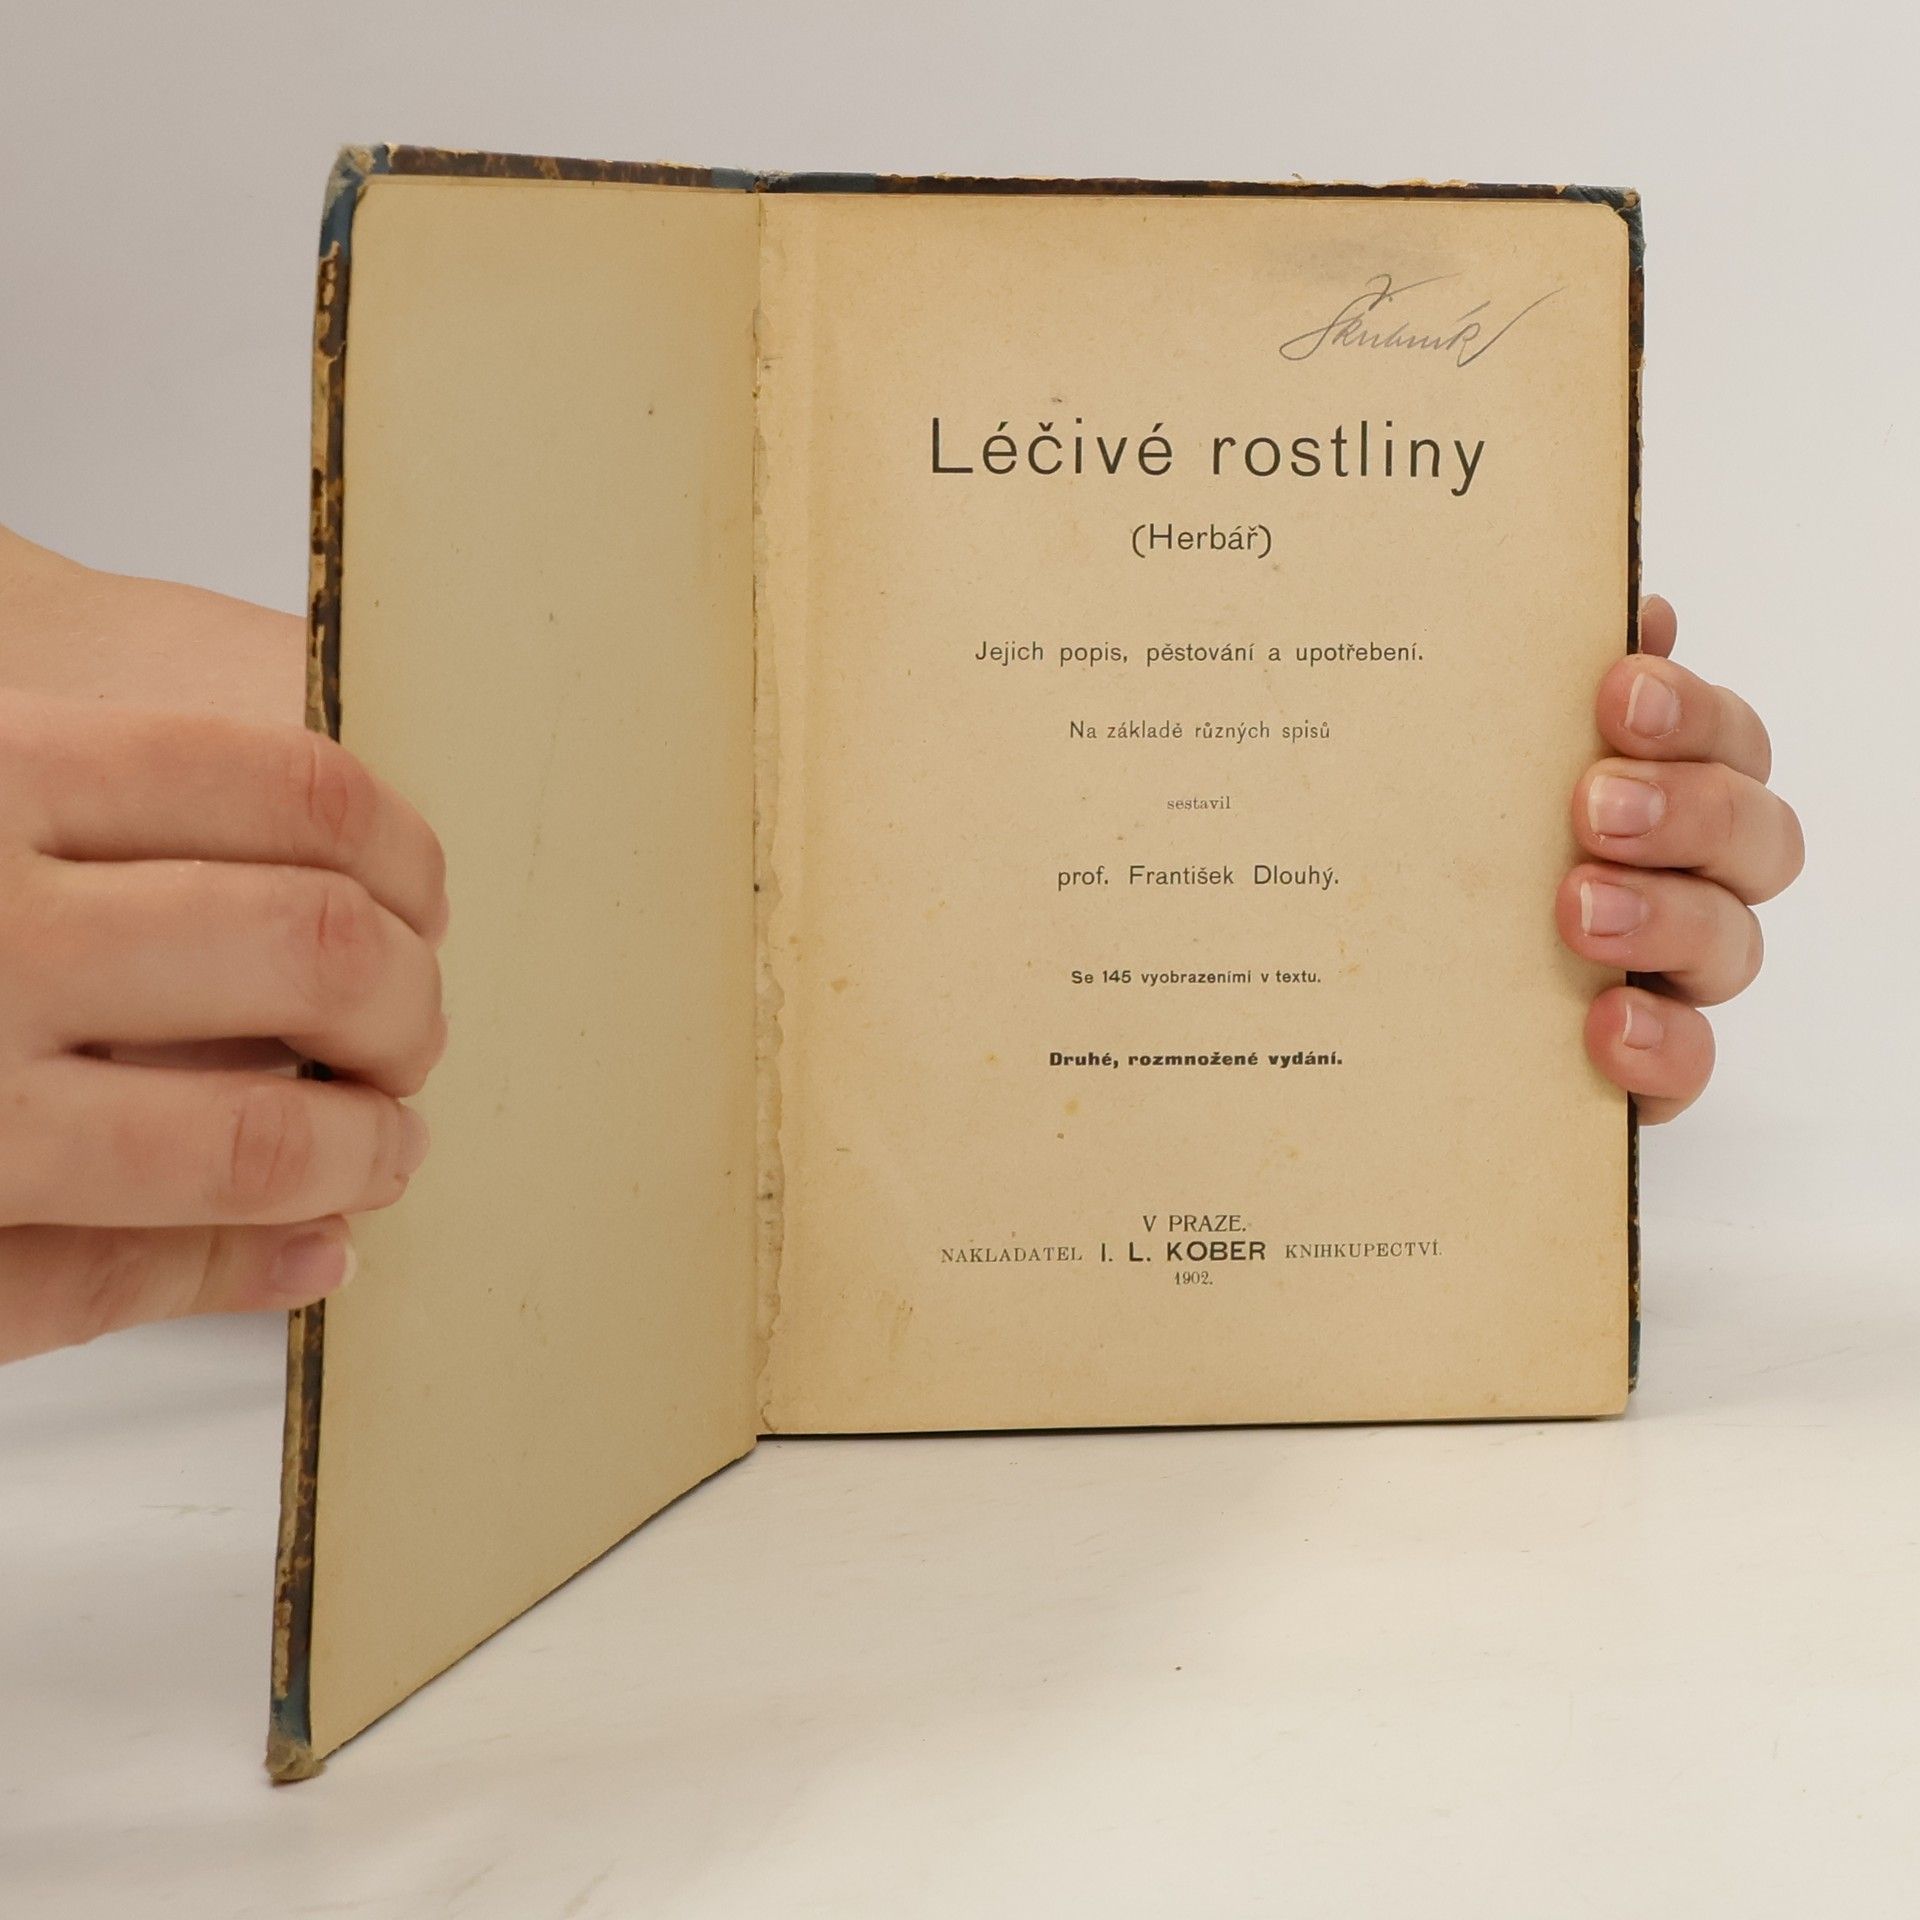 Léčivé rostliny
(Herbář)
Jejich popis, pěstování a upotřebení.
Na základě různých spisů
sestavil
prof. František Dlouhý.
Se 145 vyobrazeními v textu.
Druhé, rozmnožené vydání.
V PRAZE.
NAKLADATEL I. L. KOBER KNIHKUPECTVÍ.
1902.